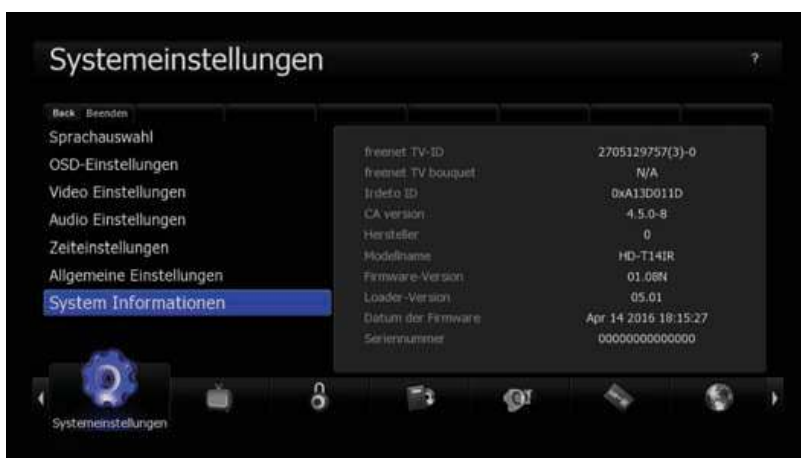 Systemeinstellungen
?
Back Beenden
Sprachauswahl
OSD-Einstellungen
Video Einstellungen
Audio Einstellungen
Zeiteinstellungen
Allgemeine Einstellungen
System Informationen
freenet TV-ID 2705129757(3)-0
freenet TV bouquet N/A
Irdeto ID 0xA13D011D
CA version 4.5.0-8
Hersteller 0
Modellname HD-T14IR
Firmware-Version 01.08N
Loader-Version 05.01
Datum der Firmware Apr 14 2016 18:15:27
Seriennummer 00000000000000
Systemeinstellungen